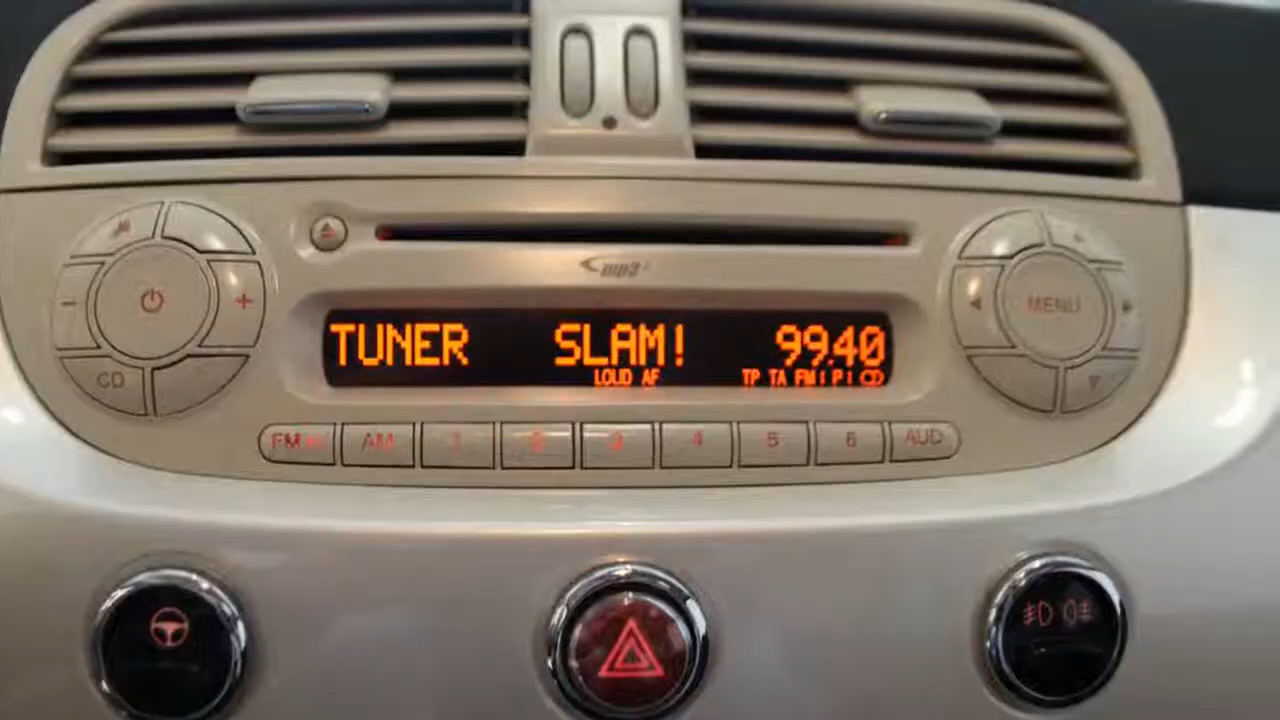 mp3
TUNER SLAM! 99.40
LOUD AF TP TA FM1 P1 CD
CD
MENU
FM AM 1 2 3 4 5 6 AUD